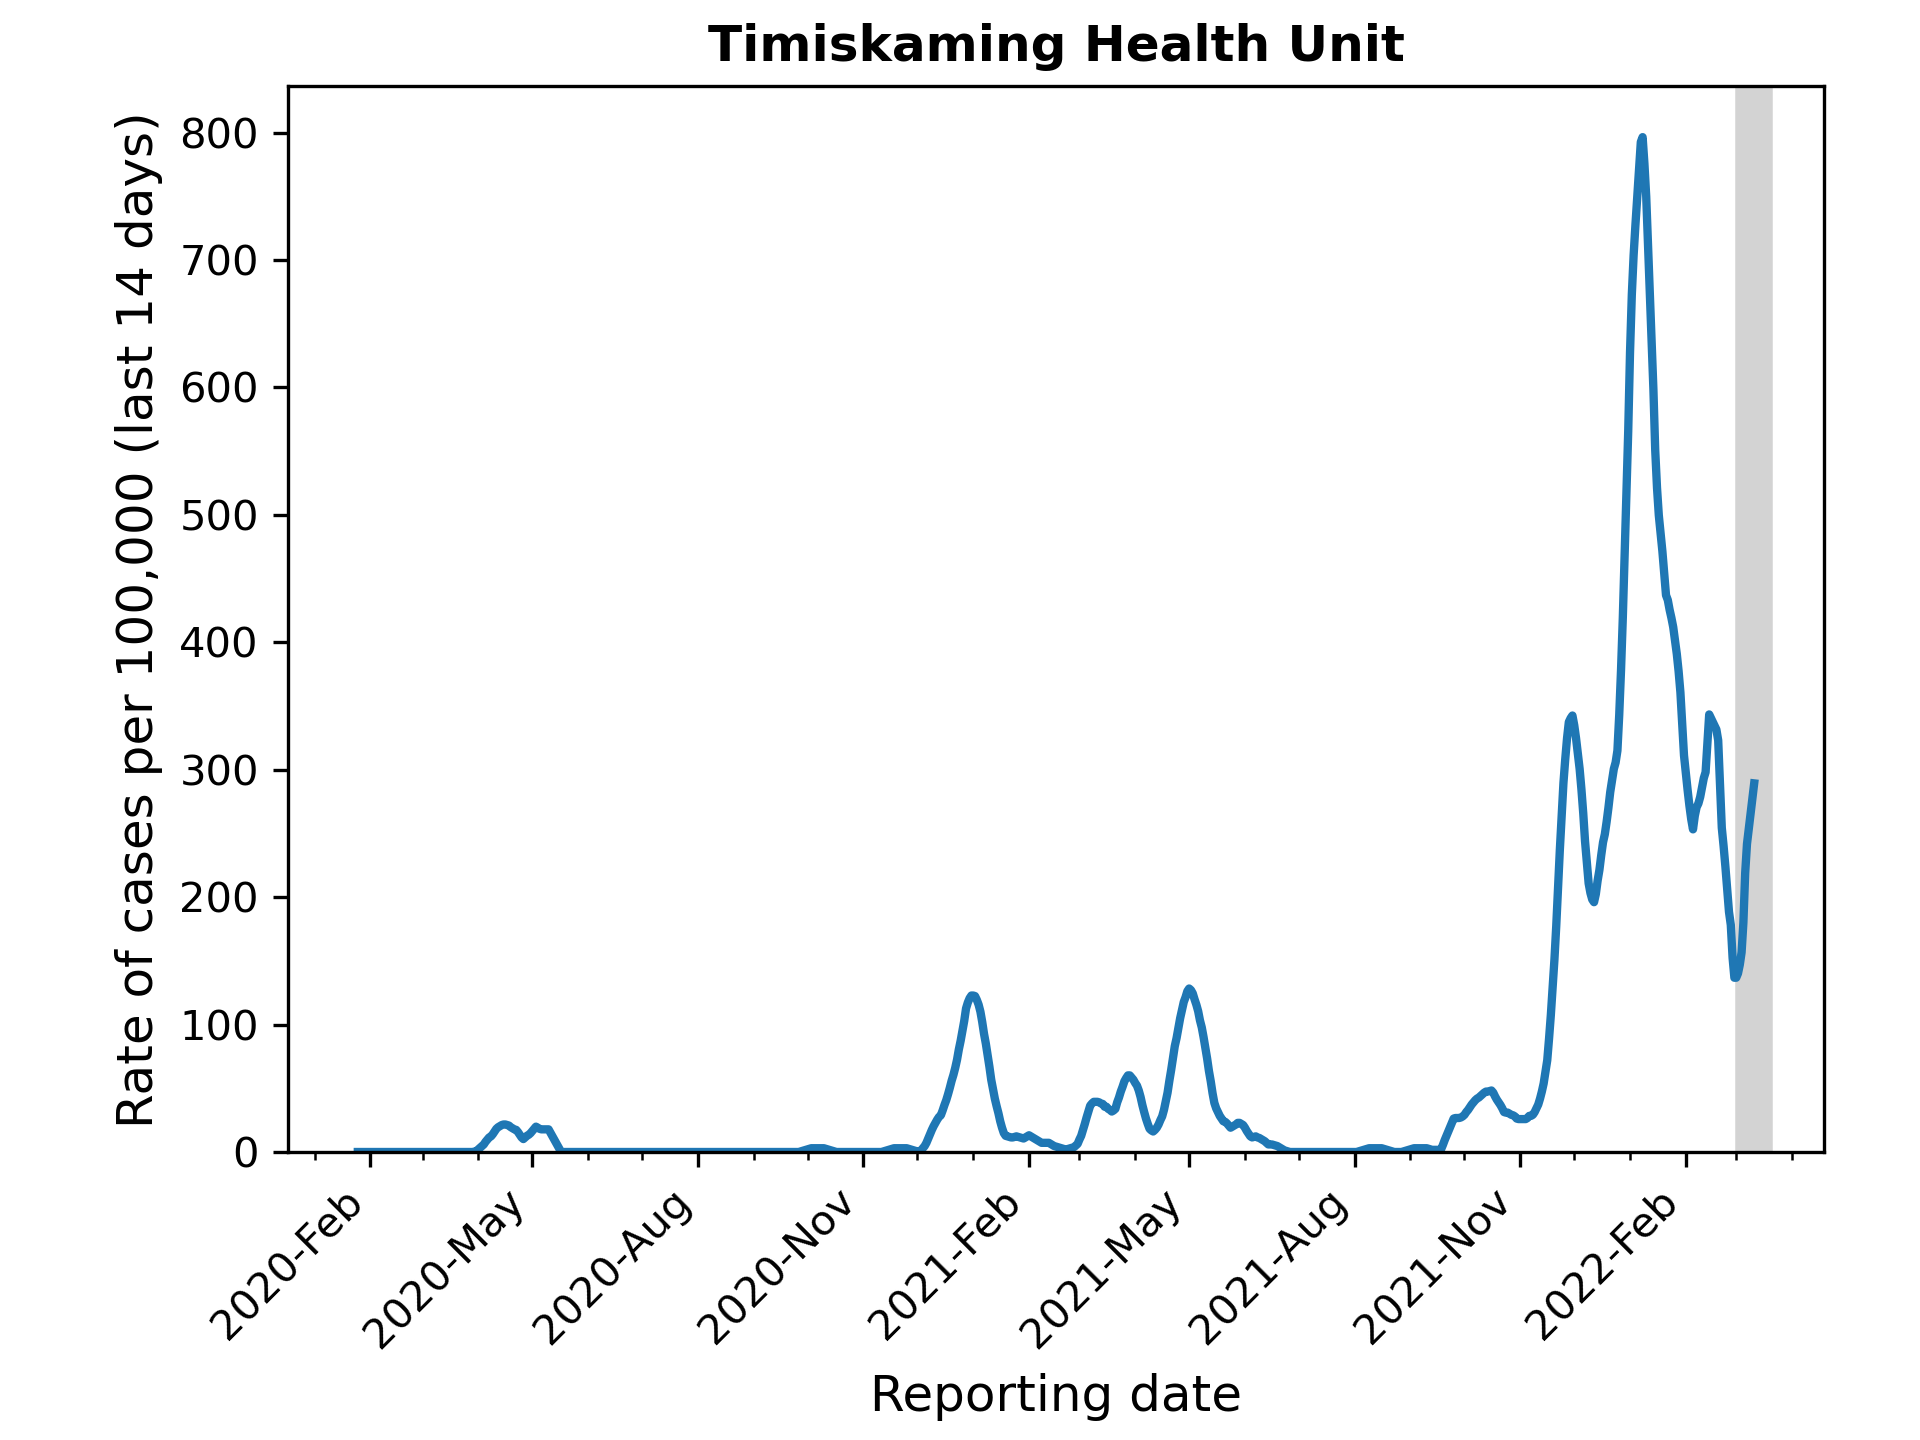 Timiskaming Health Unit
Rate of cases per 100,000 (last 14 days)
800
700
600
500
400
300
200
100
0
2020-Feb
2020-May
2020-Aug
2020-Nov
2021-Feb
2021-May
2021-Aug
2021-Nov
2022-Feb
Reporting date